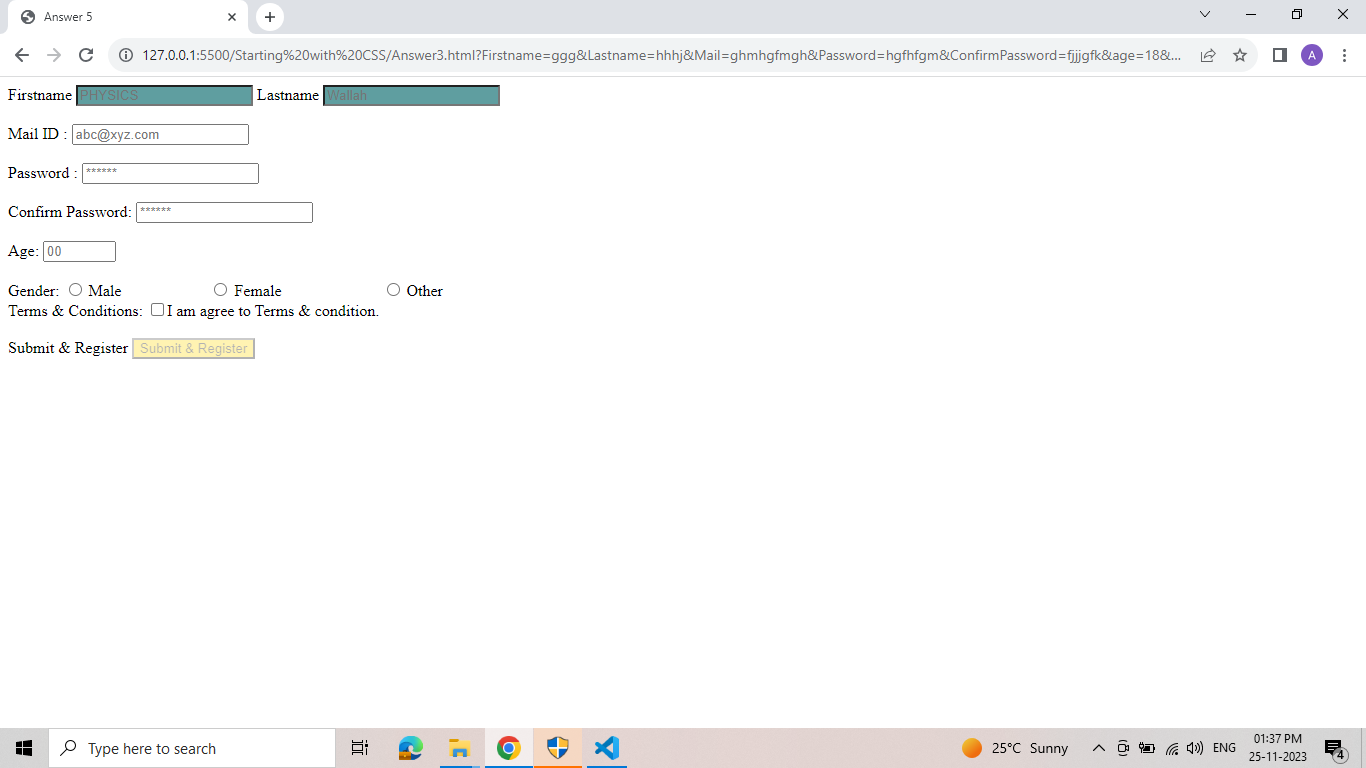 Answer 5
127.0.0.1:5500/Starting%20with%20CSS/Answer3.html?Firstname=ggg&Lastname=hhhj&Mail=ghmhgfmgh&Password=hgfhfgm&ConfirmPassword=fjjjgfk&age=18&...
A
Firstname PHYSICS Lastname Wallah
Mail ID : abc@xyz.com
Password : ******
Confirm Password: ******
Age: 00
Gender: Male Female Other
Terms & Conditions: I am agree to Terms & condition.
Submit & Register Submit & Register
Type here to search
25°C Sunny
ENG
01:37 PM
25-11-2023
4